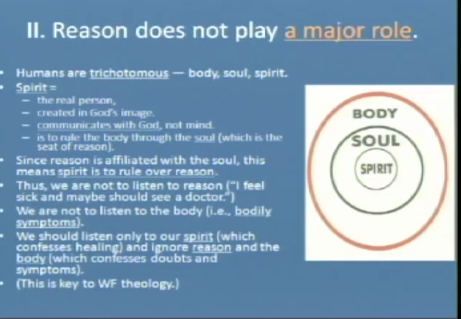 II. Reason does not play a major role.
• Humans are trichotomous — body, soul, spirit.
• Spirit =
– the real person,
– created in God's image.
– communicates with God, not mind.
– is to rule the body through the soul (which is the
seat of reason).
• Since reason is affiliated with the soul, this
means spirit is to rule over reason.
• Thus, we are not to listen to reason ("I feel
sick and maybe should see a doctor.")
• We are not to listen to the body (i.e., bodily
symptoms).
• We should listen only to our spirit (which
confesses healing) and ignore reason and the
body (which confesses doubts and
symptoms).
• (This is key to WF theology.)
BODY
SOUL
SPIRIT